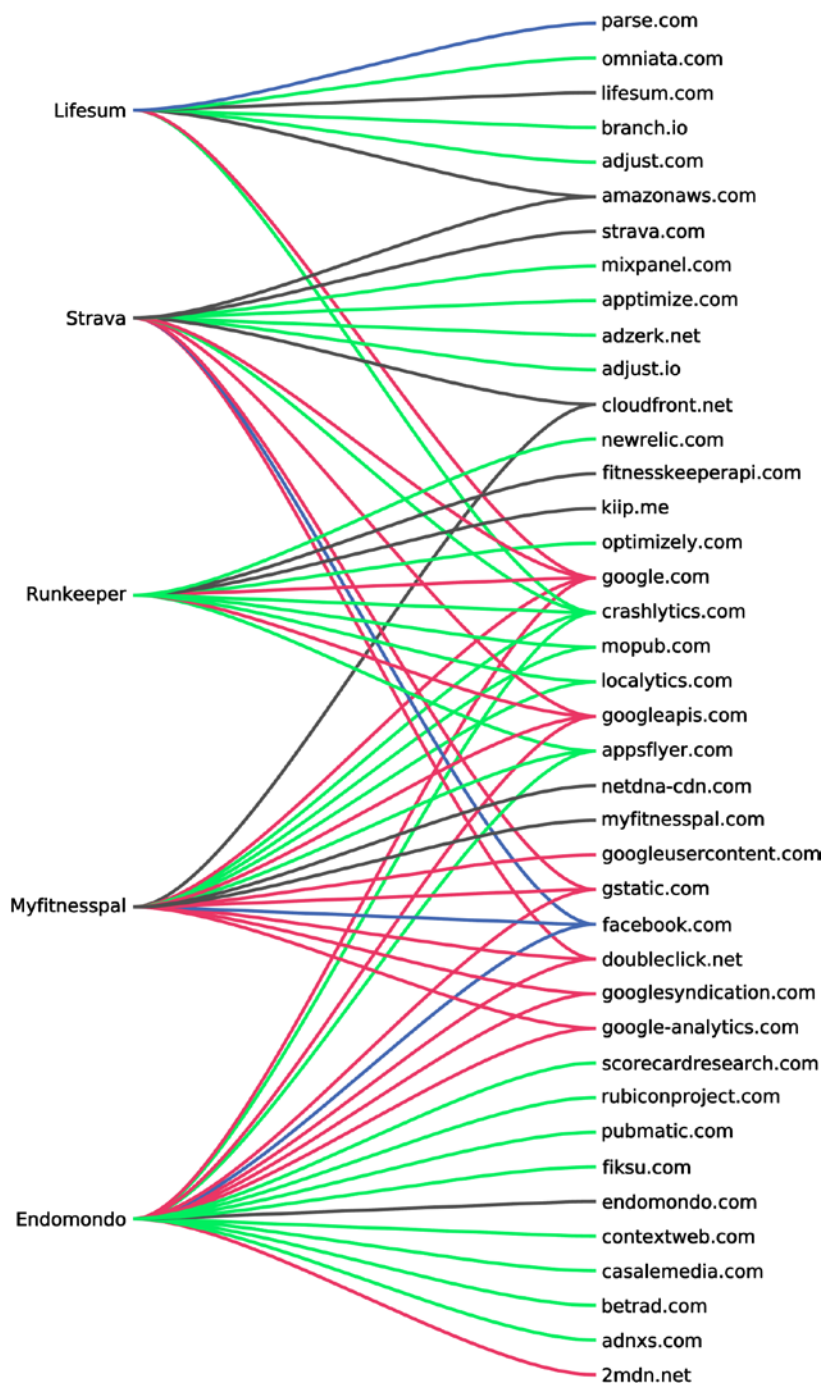 Lifesum
Strava
Runkeeper
Myfitnesspal
Endomondo
parse.com
omniata.com
lifesum.com
branch.io
adjust.com
amazonaws.com
strava.com
mixpanel.com
apptimize.com
adzerk.net
adjust.io
cloudfront.net
newrelic.com
fitnesskeeperapi.com
kiip.me
optimizely.com
google.com
crashlytics.com
mopub.com
localytics.com
googleapis.com
appsflyer.com
netdna-cdn.com
myfitnesspal.com
googleusercontent.com
gstatic.com
facebook.com
doubleclick.net
googlesyndication.com
google-analytics.com
scorecardresearch.com
rubiconproject.com
pubmatic.com
fiksu.com
endomondo.com
contextweb.com
casalemedia.com
betrad.com
adnxs.com
2mdn.net